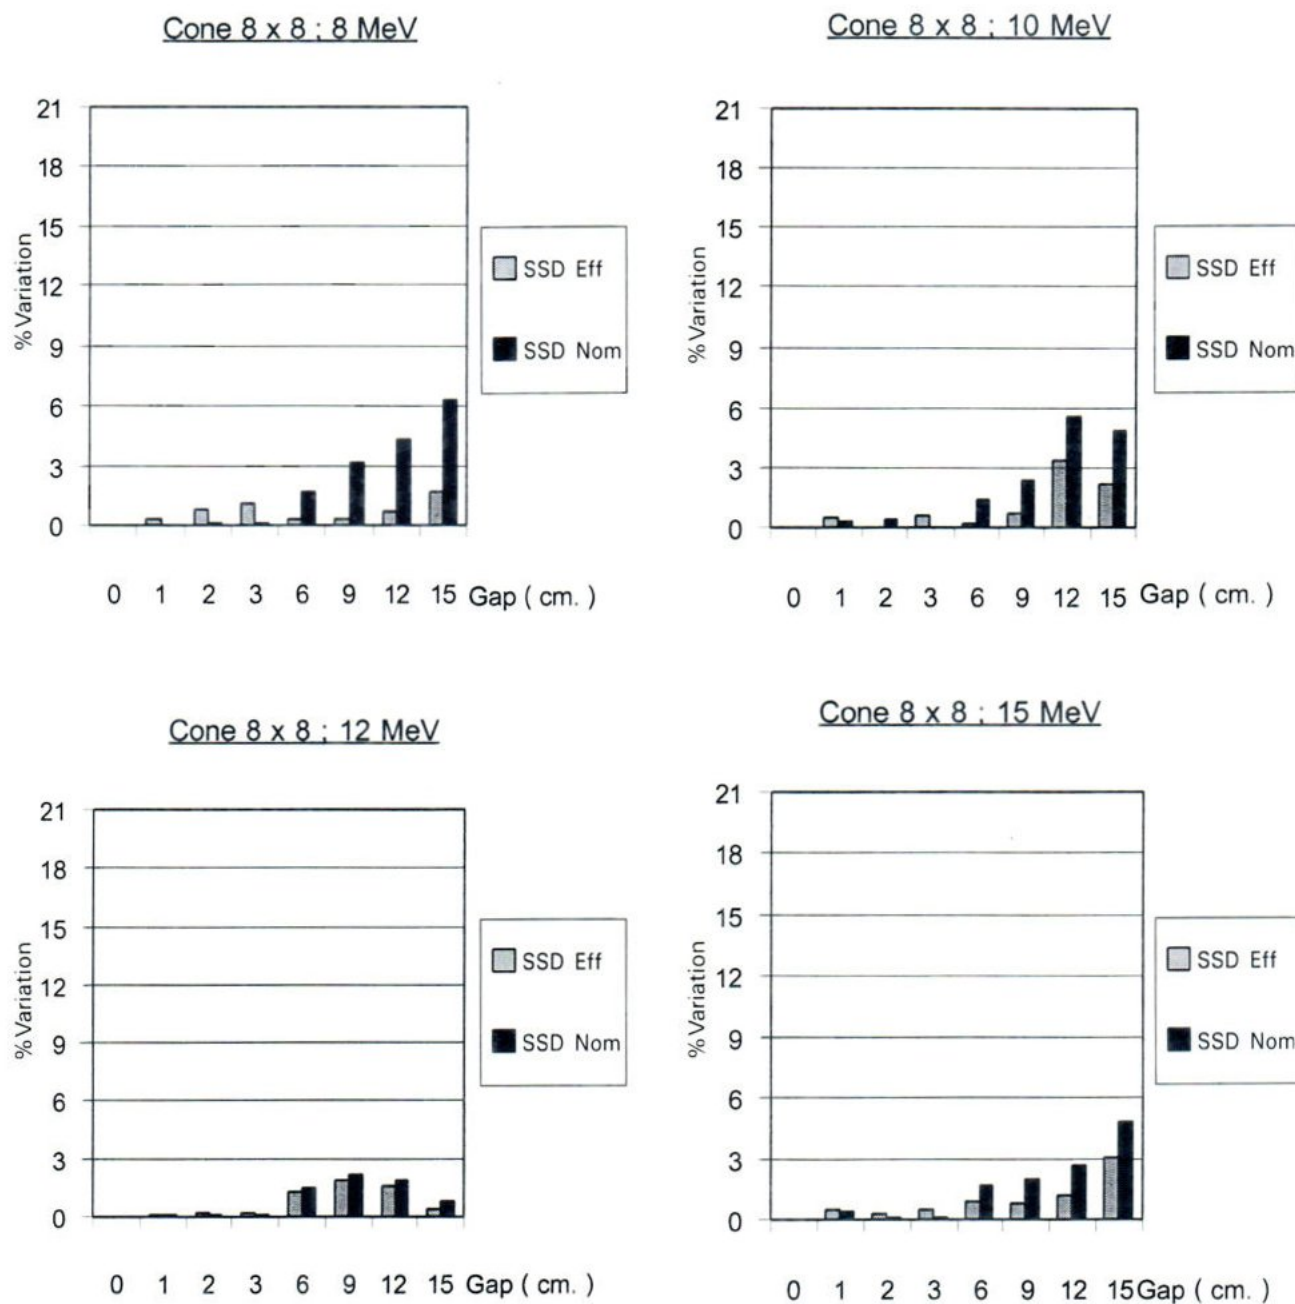 Cone 8 x 8 ; 8 MeV
21
18
15
12
9
6
3
0
% Variation
SSD Eff
SSD Nom
0 1 2 3 6 9 12 15 Gap ( cm. )
Cone 8 x 8 ; 10 MeV
21
18
15
12
9
6
3
0
% Variation
SSD Eff
SSD Nom
0 1 2 3 6 9 12 15 Gap ( cm. )
Cone 8 x 8 ; 12 MeV
21
18
15
12
9
6
3
0
% Variation
SSD Eff
SSD Nom
0 1 2 3 6 9 12 15 Gap (cm. )
Cone 8 x 8 ; 15 MeV
21
18
15
12
9
6
3
0
% Variation
SSD Eff
SSD Nom
0 1 2 3 6 9 12 15Gap ( cm. )